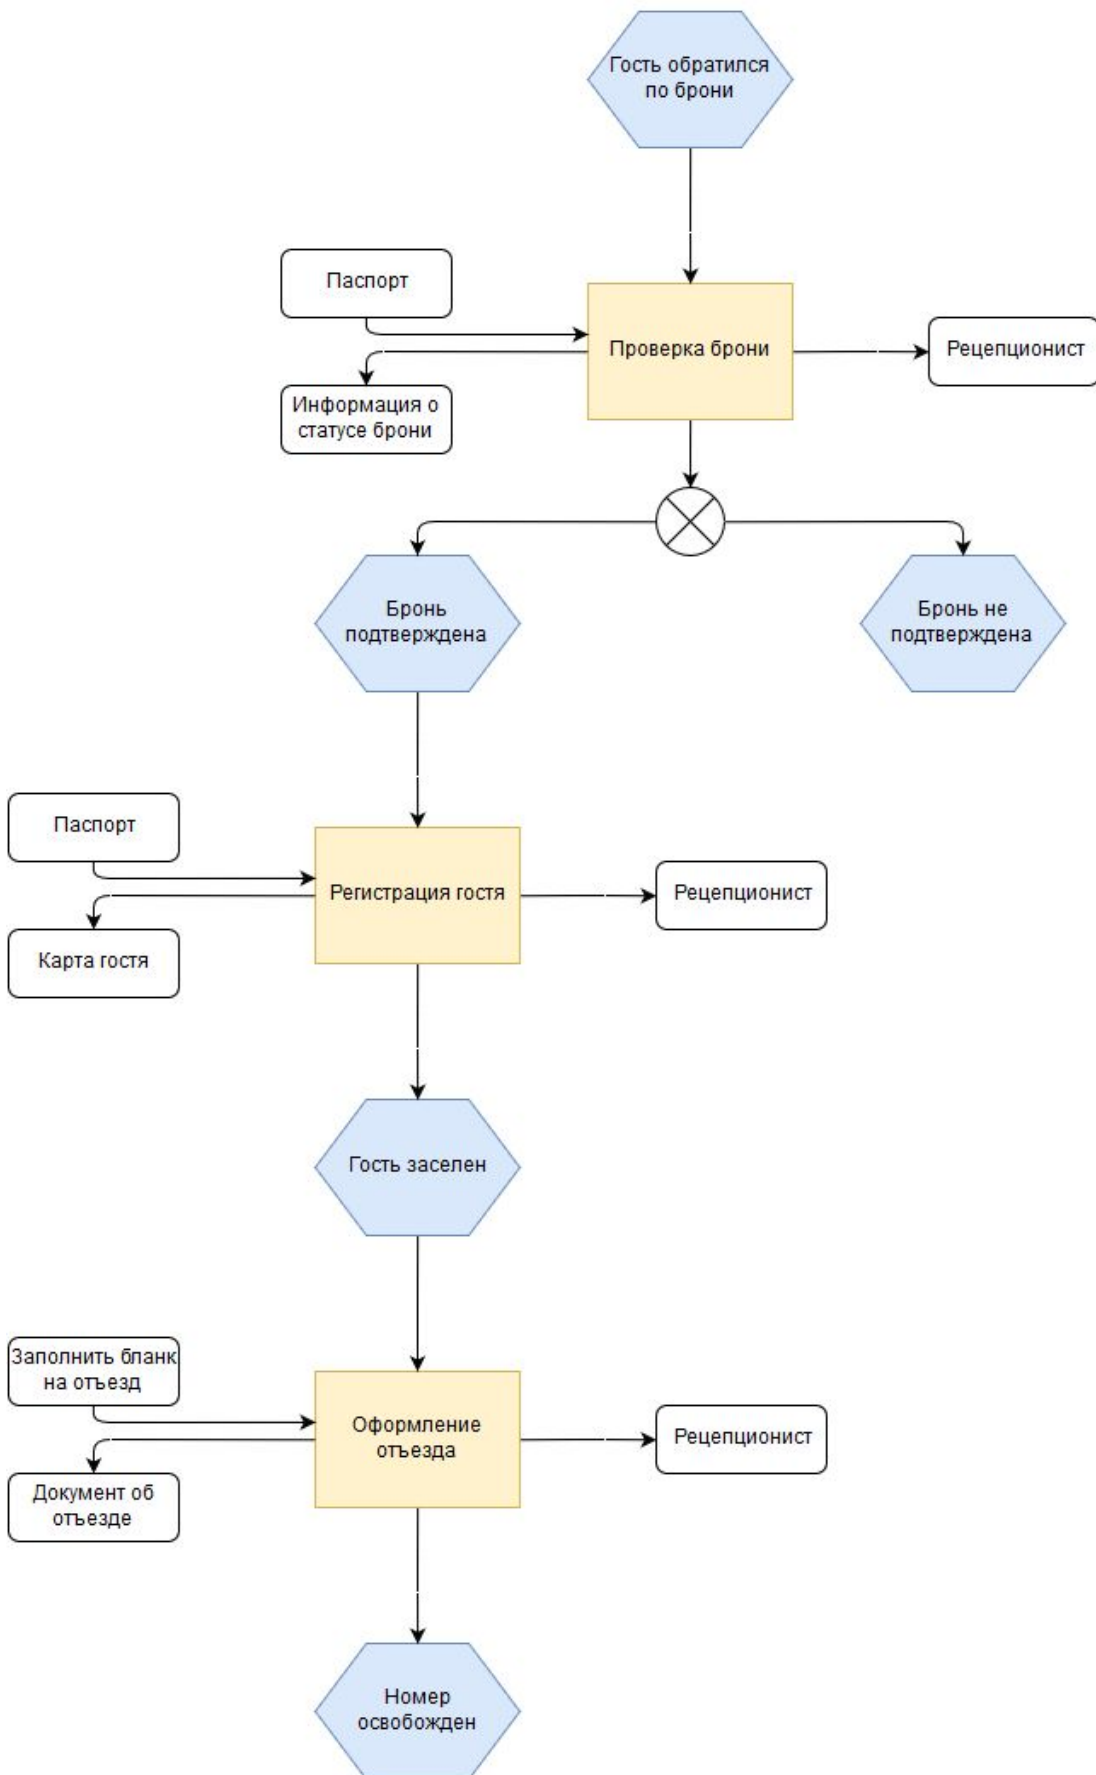 Гость обратился
по брони
Паспорт
Проверка брони
Рецепционист
Информация о
статусе брони
Бронь
подтверждена
Бронь не
подтверждена
Паспорт
Регистрация гостя
Рецепционист
Карта гостя
Гость заселен
Заполнить бланк
на отъезд
Оформление
отъезда
Рецепционист
Документ об
отъезде
Номер
освобожден